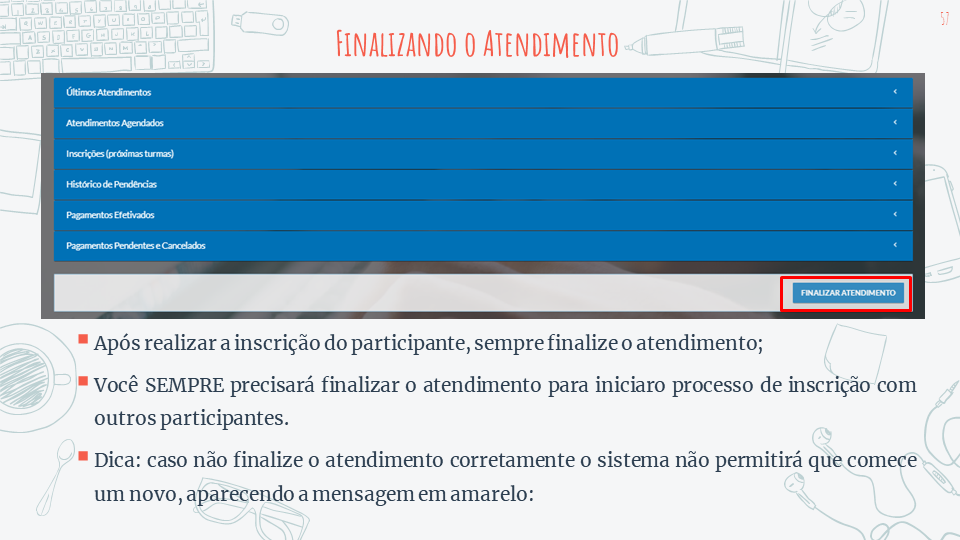 57
Finalizando o Atendimento
Últimos Atendimentos
Atendimentos Agendados
Inscrições (próximas turmas)
Histórico de Pendências
Pagamentos Efetivados
Pagamentos Pendentes e Cancelados
FINALIZAR ATENDIMENTO
Após realizar a inscrição do participante, sempre finalize o atendimento;
Você SEMPRE precisará finalizar o atendimento para iniciaro processo de inscrição com
outros participantes.
Dica: caso não finalize o atendimento corretamente o sistema não permitirá que comece
um novo, aparecendo a mensagem em amarelo: